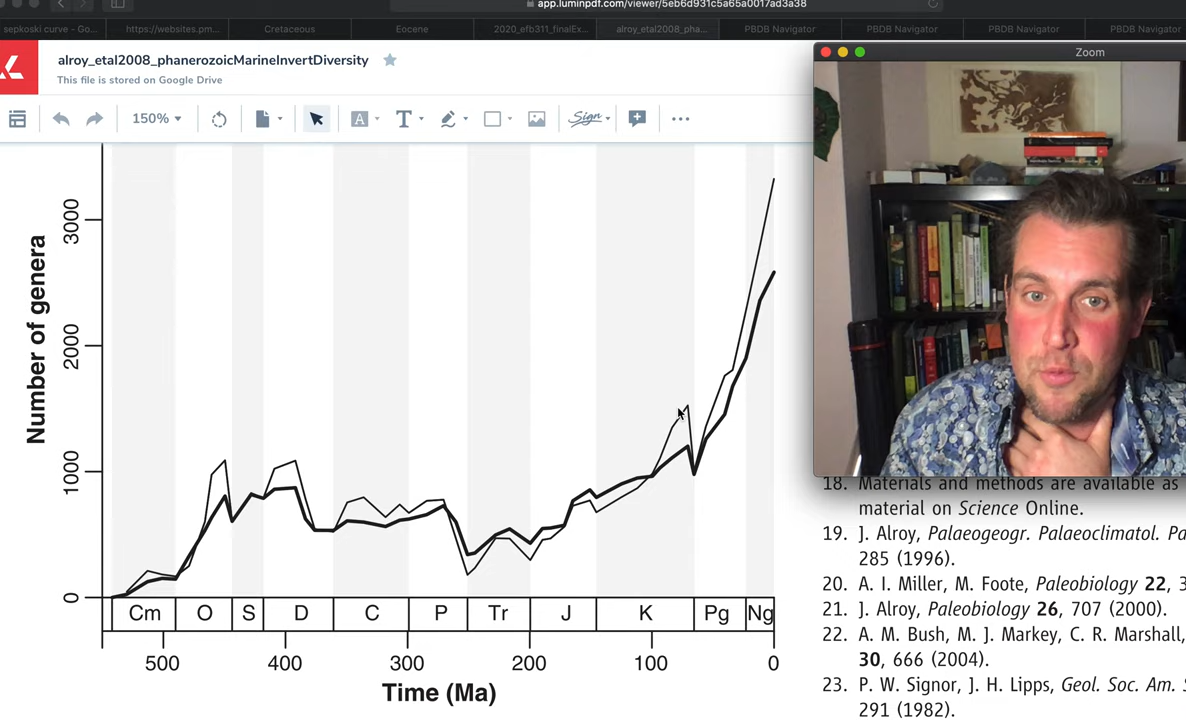 app.luminpdf.com/viewer/5eb6d931c5a65a0017ad3a38
sepkoski curve - Go...
https://websites.pm...
Cretaceous
Eocene
2020_efb311_finalEx...
alroy_etal2008_pha...
PBDB Navigator
PBDB Navigator
PBDB Navigator
PBDB Navigator
alroy_etal2008_phanerozoicMarineInvertDiversity
This file is stored on Google Drive
150%
A
T
Sign
Zoom
Number of genera
3000
2000
1000
0
Cm O S D C P Tr J K Pg Ng
500 400 300 200 100 0
Time (Ma)
18. Materials and methods are available as
material on Science Online.
19. J. Alroy, Palaeogeogr. Palaeoclimatol. Pa
285 (1996).
20. A. I. Miller, M. Foote, Paleobiology 22, 3
21. J. Alroy, Paleobiology 26, 707 (2000).
22. A. M. Bush, M. J. Markey, C. R. Marshall,
30, 666 (2004).
23. P. W. Signor, J. H. Lipps, Geol. Soc. Am. S
291 (1982).